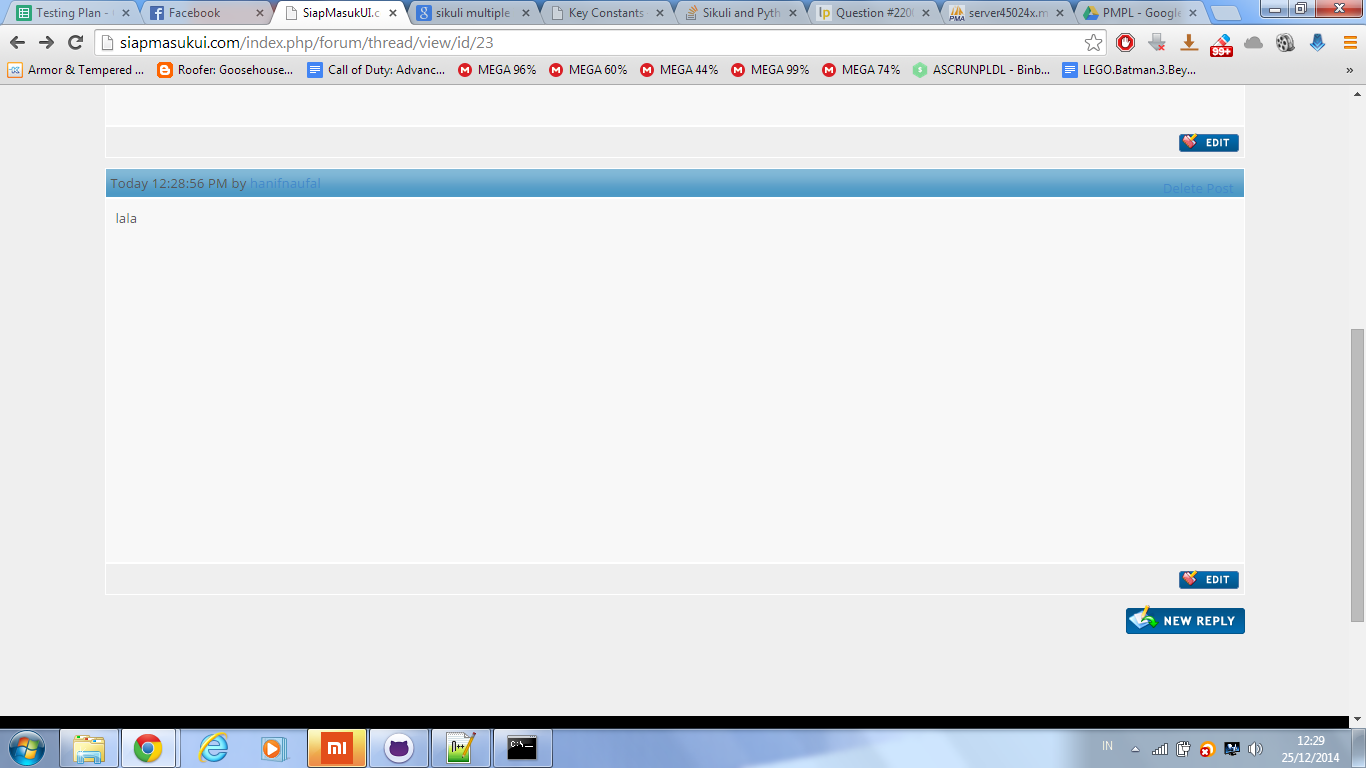 Testing Plan -
Facebook
SiapMasukUI.c
sikuli multiple
Key Constants
Sikuli and Pyth
lp Question #220
PMA server45024x.m
PMPL - Google
siapmasukui.com/index.php/forum/thread/view/id/23
99+
Armor & Tempered ...
Roofer: Goosehouse...
Call of Duty: Advanc...
MEGA 96%
MEGA 60%
MEGA 44%
MEGA 99%
MEGA 74%
ASCRUNPLDL - Binb...
LEGO.Batman.3.Bey...
»
EDIT
Today 12:28:56 PM by hanifnaufal
Delete Post
lala
EDIT
NEW REPLY
IN
12:29
25/12/2014